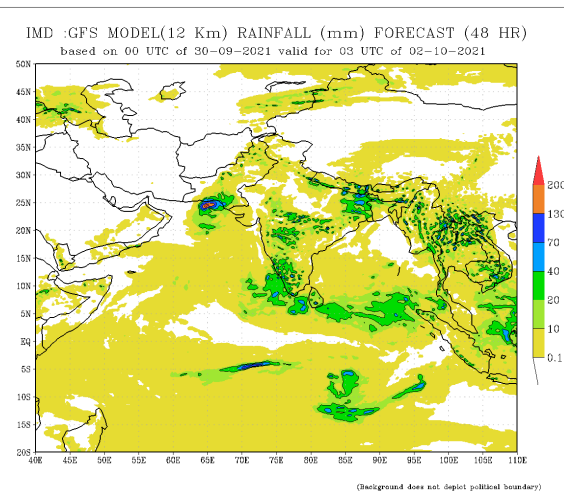 IMD :GFS MODEL(12 Km) RAINFALL (mm) FORECAST (48 HR)
based on 00 UTC of 30-09-2021 valid for 03 UTC of 02-10-2021
50N
45N
40N
35N
30N
25N
20N
15N
10N
5N
EQ
5S
10S
15S
20S
40E 45E 50E 55E 60E 65E 70E 75E 80E 85E 90E 95E 100E 105E 110E
200
130
70
40
20
10
0.1
(Background does not depict political boundary)